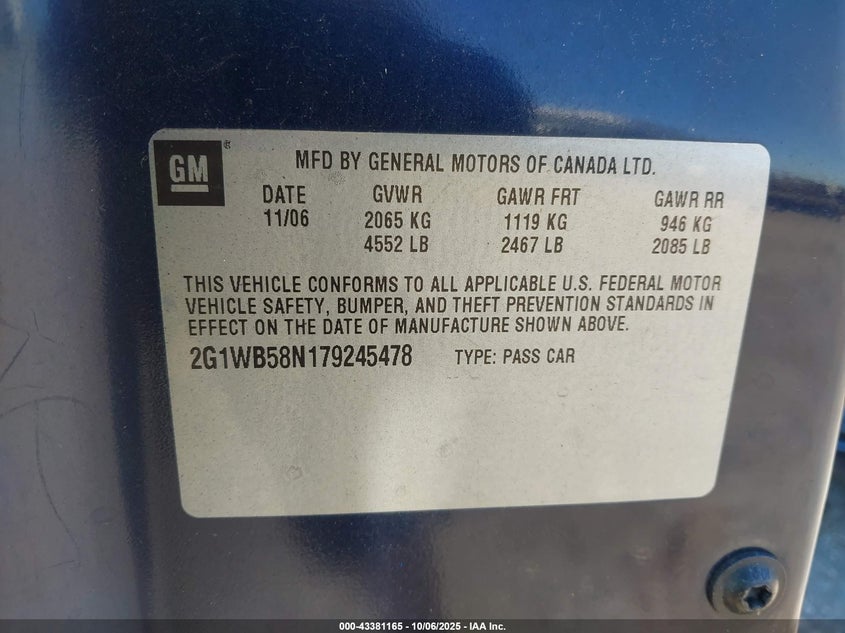 GM
MFD BY GENERAL MOTORS OF CANADA LTD.
DATE GVWR GAWR FRT GAWR RR
11/06 2065 KG 1119 KG 946 KG
4552 LB 2467 LB 2085 LB
THIS VEHICLE CONFORMS TO ALL APPLICABLE U.S. FEDERAL MOTOR
VEHICLE SAFETY, BUMPER, AND THEFT PREVENTION STANDARDS IN
EFFECT ON THE DATE OF MANUFACTURE SHOWN ABOVE.
2G1WB58N179245478 TYPE: PASS CAR
000-43381165 - 10/06/2025 - IAA Inc.